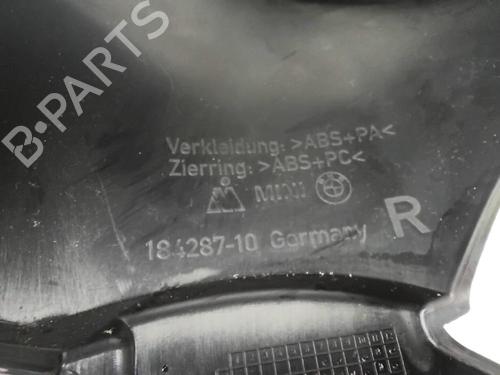 B-PARTS
Verkleidung: >ABS+PA<
Zierring: >ABS+PC<
MINI
184287-10 Germany R